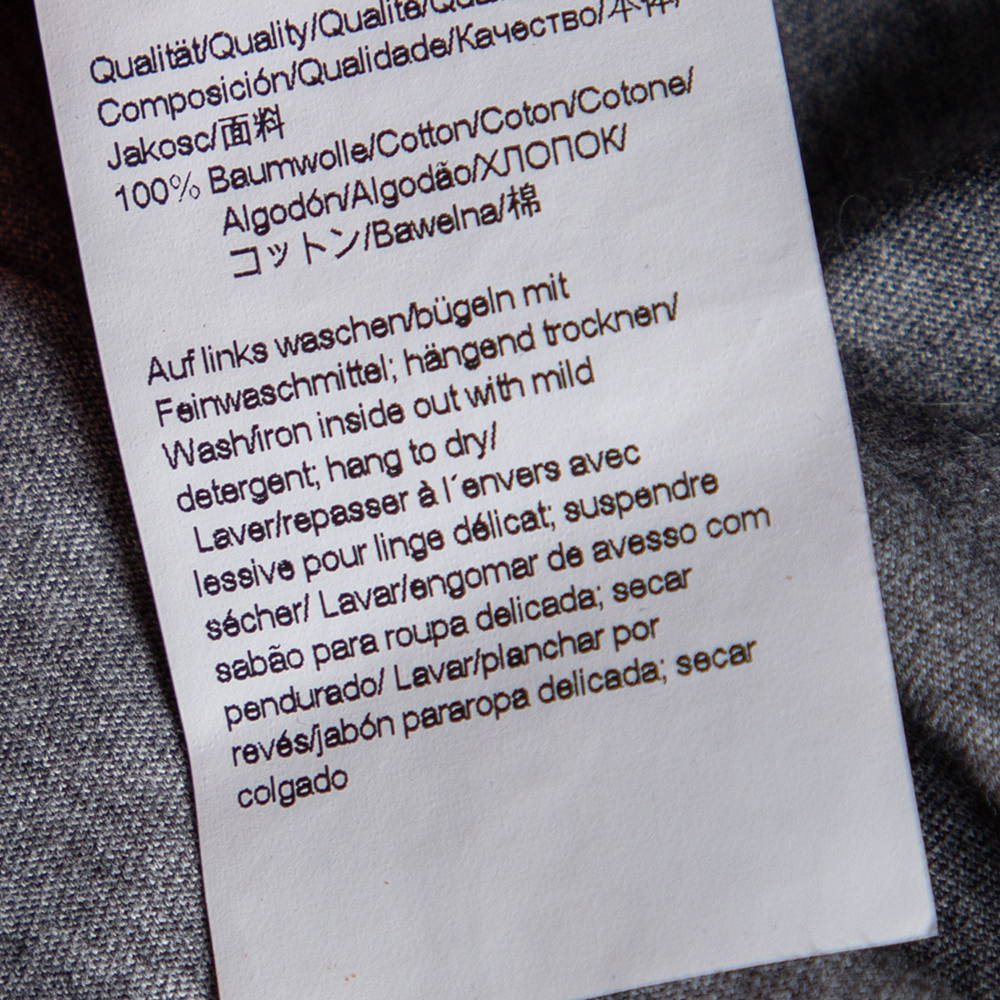 Qualität/Quality/Qualité/
Composición/Qualidade/Качество/本体/
Jakosc/面料
100% Baumwolle/Cotton/Coton/Cotone/
Algodón/Algodão/ХЛОПОК/
コットン/Bawelna/棉
Auf links waschen/bügeln mit
Feinwaschmittel; hängend trocknen/
Wash/iron inside out with mild
detergent; hang to dry/
Laver/repasser à l´envers avec
lessive pour linge délicat; suspendre
sécher/ Lavar/engomar de avesso com
sabão para roupa delicada; secar
pendurado/ Lavar/planchar por
revés/jabón pararopa delicada; secar
colgado